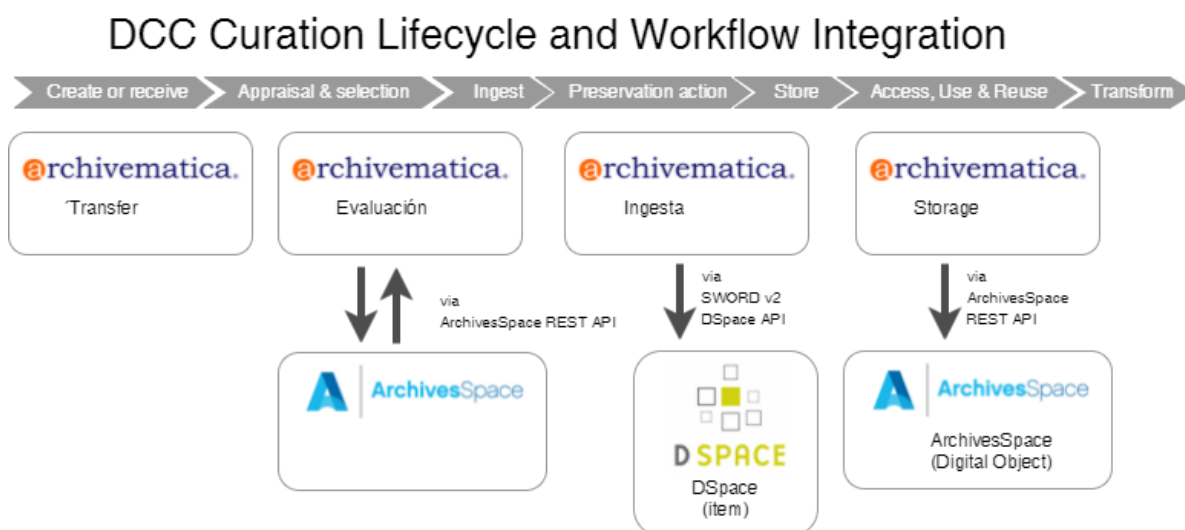 DCC Curation Lifecycle and Workflow Integration
Create or receive
Appraisal & selection
Ingest
Preservation action
Store
Access, Use & Reuse
Transform
archivematica.
´Transfer
archivematica.
Evaluación
archivematica.
Ingesta
archivematica.
Storage
via
ArchivesSpace REST API
via
SWORD v2
DSpace API
via
ArchivesSpace
REST API
ArchivesSpace
DSPACE
DSpace
(item)
ArchivesSpace
ArchivesSpace
(Digital Object)